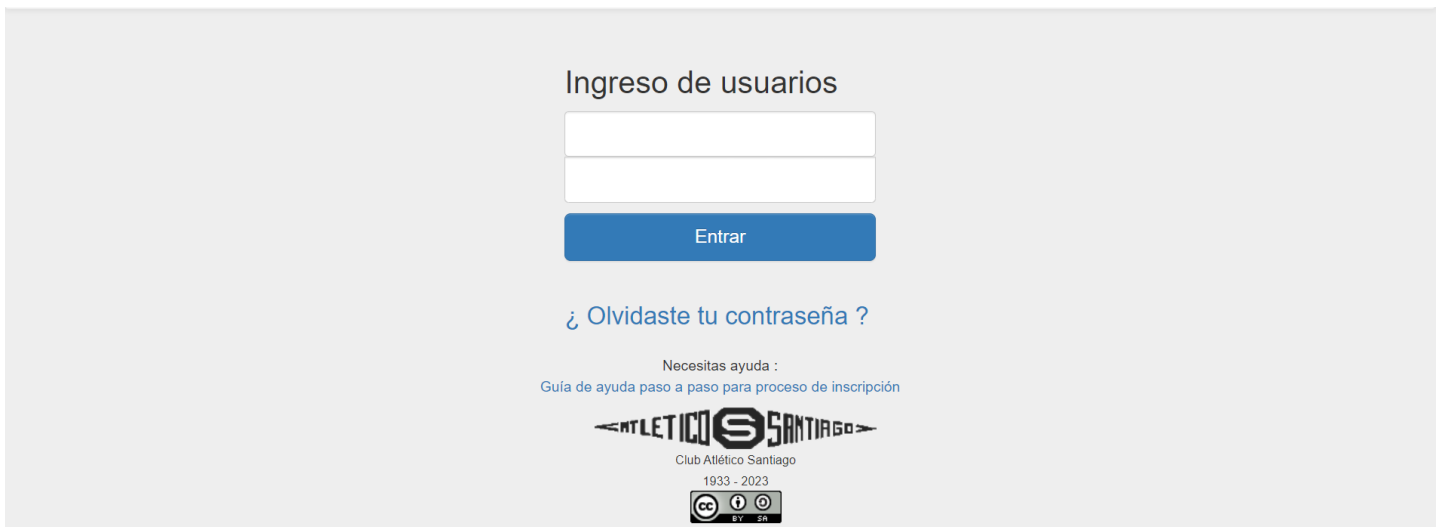 Ingreso de usuarios
Entrar
¿ Olvidaste tu contraseña ?
Necesitas ayuda :
Guía de ayuda paso a paso para proceso de inscripción
ATLETICO S SANTIAGO
Club Atlético Santiago
1933 - 2023
cc
BY SA